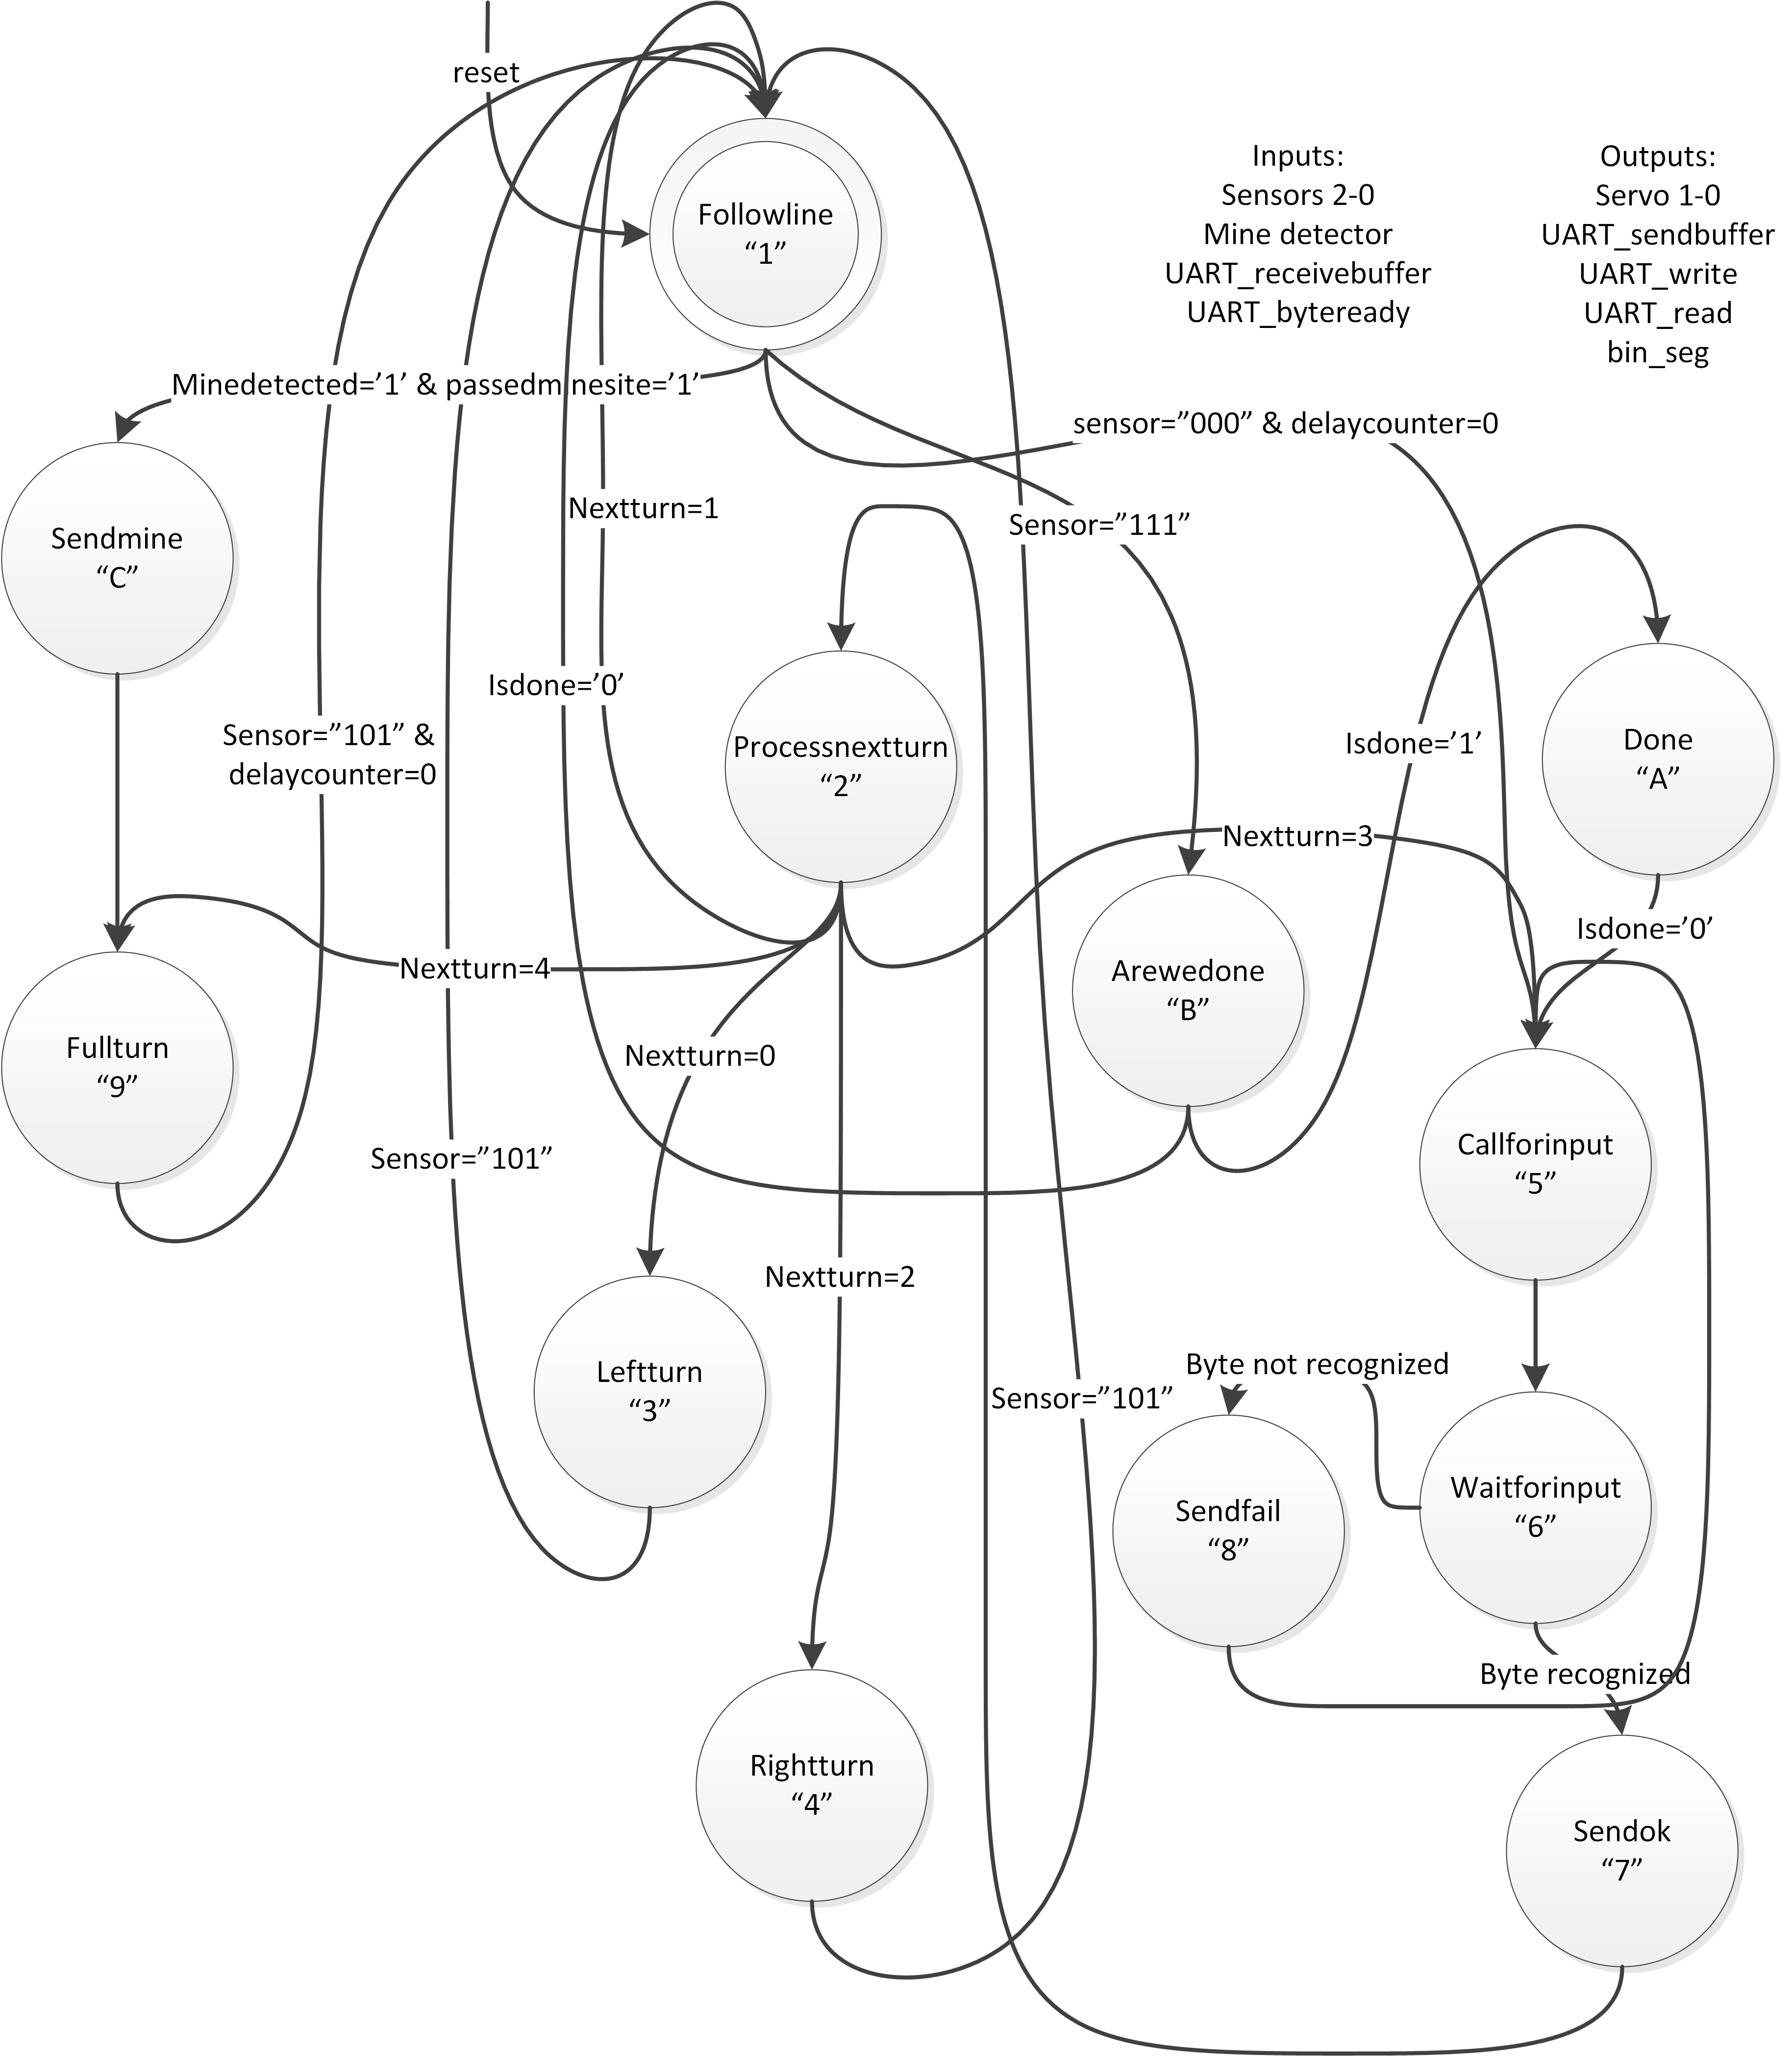 reset
Followline
“1”
Inputs:
Sensors 2-0
Mine detector
UART_receivebuffer
UART_byteready
Outputs:
Servo 1-0
UART_sendbuffer
UART_write
UART_read
bin_seg
Minedetected=’1’ & passedminesite=’1’
sensor=”000” & delaycounter=0
Nextturn=1
Sensor=”111”
Sendmine
“C”
Isdone=’0’
Sensor=”101” &
delaycounter=0
Processnextturn
“2”
Isdone=’1’
Done
“A”
Nextturn=3
Isdone=’0’
Nextturn=4
Arewedone
“B”
Fullturn
“9”
Nextturn=0
Callforinput
“5”
Sensor=”101”
Nextturn=2
Leftturn
“3”
Byte not recognized
Sensor=”101”
Sendfail
“8”
Waitforinput
“6”
Byte recognized
Rightturn
“4”
Sendok
“7”